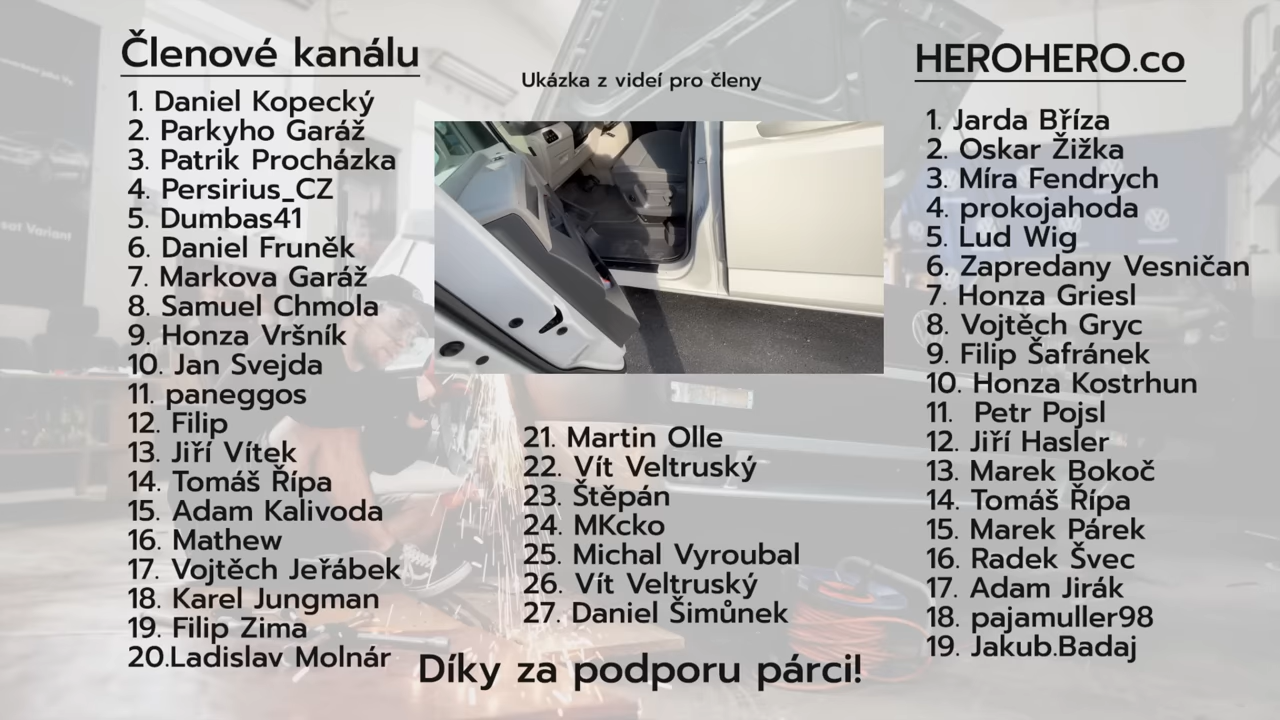 Členové kanálu
1. Daniel Kopecký
2. Parkyho Garáž
3. Patrik Procházka
4. Persirius_CZ
5. Dumbas41
6. Daniel Fruněk
7. Markova Garáž
8. Samuel Chmola
9. Honza Vršník
10. Jan Svejda
11. paneggos
12. Filip
13. Jiří Vítek
14. Tomáš Řípa
15. Adam Kalivoda
16. Mathew
17. Vojtěch Jeřábek
18. Karel Jungman
19. Filip Zima
20.Ladislav Molnár
Ukázka z videí pro členy
21. Martin Olle
22. Vít Veltruský
23. Štěpán
24. MKcko
25. Michal Vyroubal
26. Vít Veltruský
27. Daniel Šimůnek
Díky za podporu párci!
HEROHERO.co
1. Jarda Bříza
2. Oskar Žižka
3. Míra Fendrych
4. prokojahoda
5. Lud Wig
6. Zapredany Vesničan
7. Honza Griesl
8. Vojtěch Gryc
9. Filip Šafránek
10. Honza Kostrhun
11. Petr Pojsl
12. Jiří Hasler
13. Marek Bokoč
14. Tomáš Řípa
15. Marek Párek
16. Radek Švec
17. Adam Jirák
18. pajamuller98
19. Jakub.Badaj
Variant